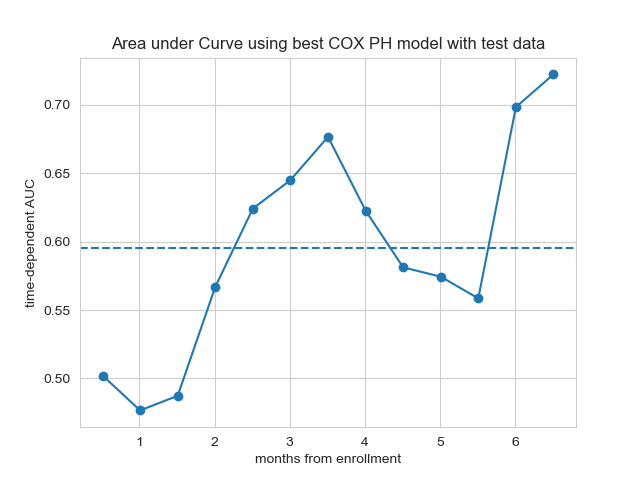 Area under Curve using best COX PH model with test data
time-dependent AUC
0.70
0.65
0.60
0.55
0.50
1 2 3 4 5 6
months from enrollment